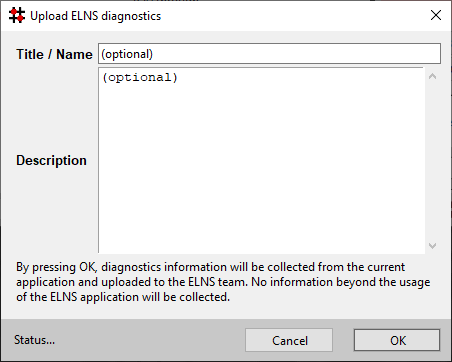 Upload ELNS diagnostics
Title / Name (optional)
(optional)
Description
By pressing OK, diagnostics information will be collected from the current
application and uploaded to the ELNS team. No information beyond the usage
of the ELNS application will be collected.
Status... Cancel OK